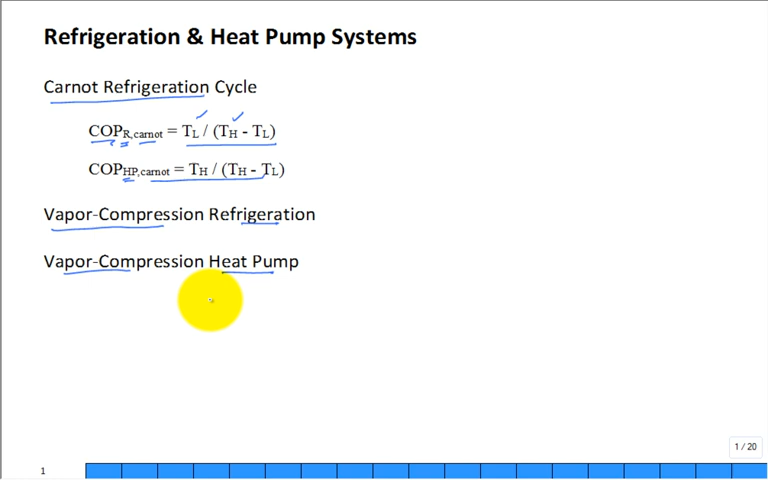 Refrigeration & Heat Pump Systems
Carnot Refrigeration Cycle
COPR,carnot = TL / (TH - TL)
COPHP,carnot = TH / (TH - TL)
Vapor-Compression Refrigeration
Vapor-Compression Heat Pump
1 / 20
1